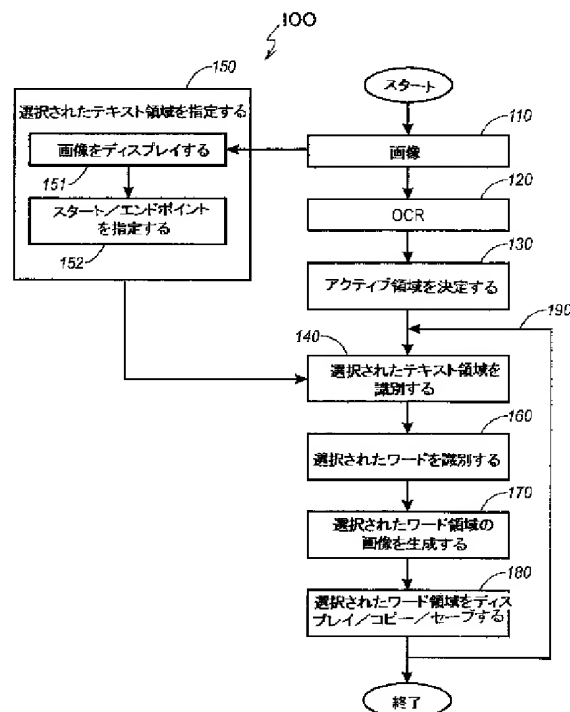 100
150
選択されたテキスト領域を指定する
画像をディスプレイする
151
スタート／エンドポイント
を指定する
152
スタート
110
画像
120
OCR
130
アクティブ領域を決定する
190
140
選択されたテキスト領域を
識別する
160
選択されたワードを識別する
170
選択されたワード領域の
画像を生成する
180
選択されたワード領域をディス
プレイ／コピー／セーブする
終了